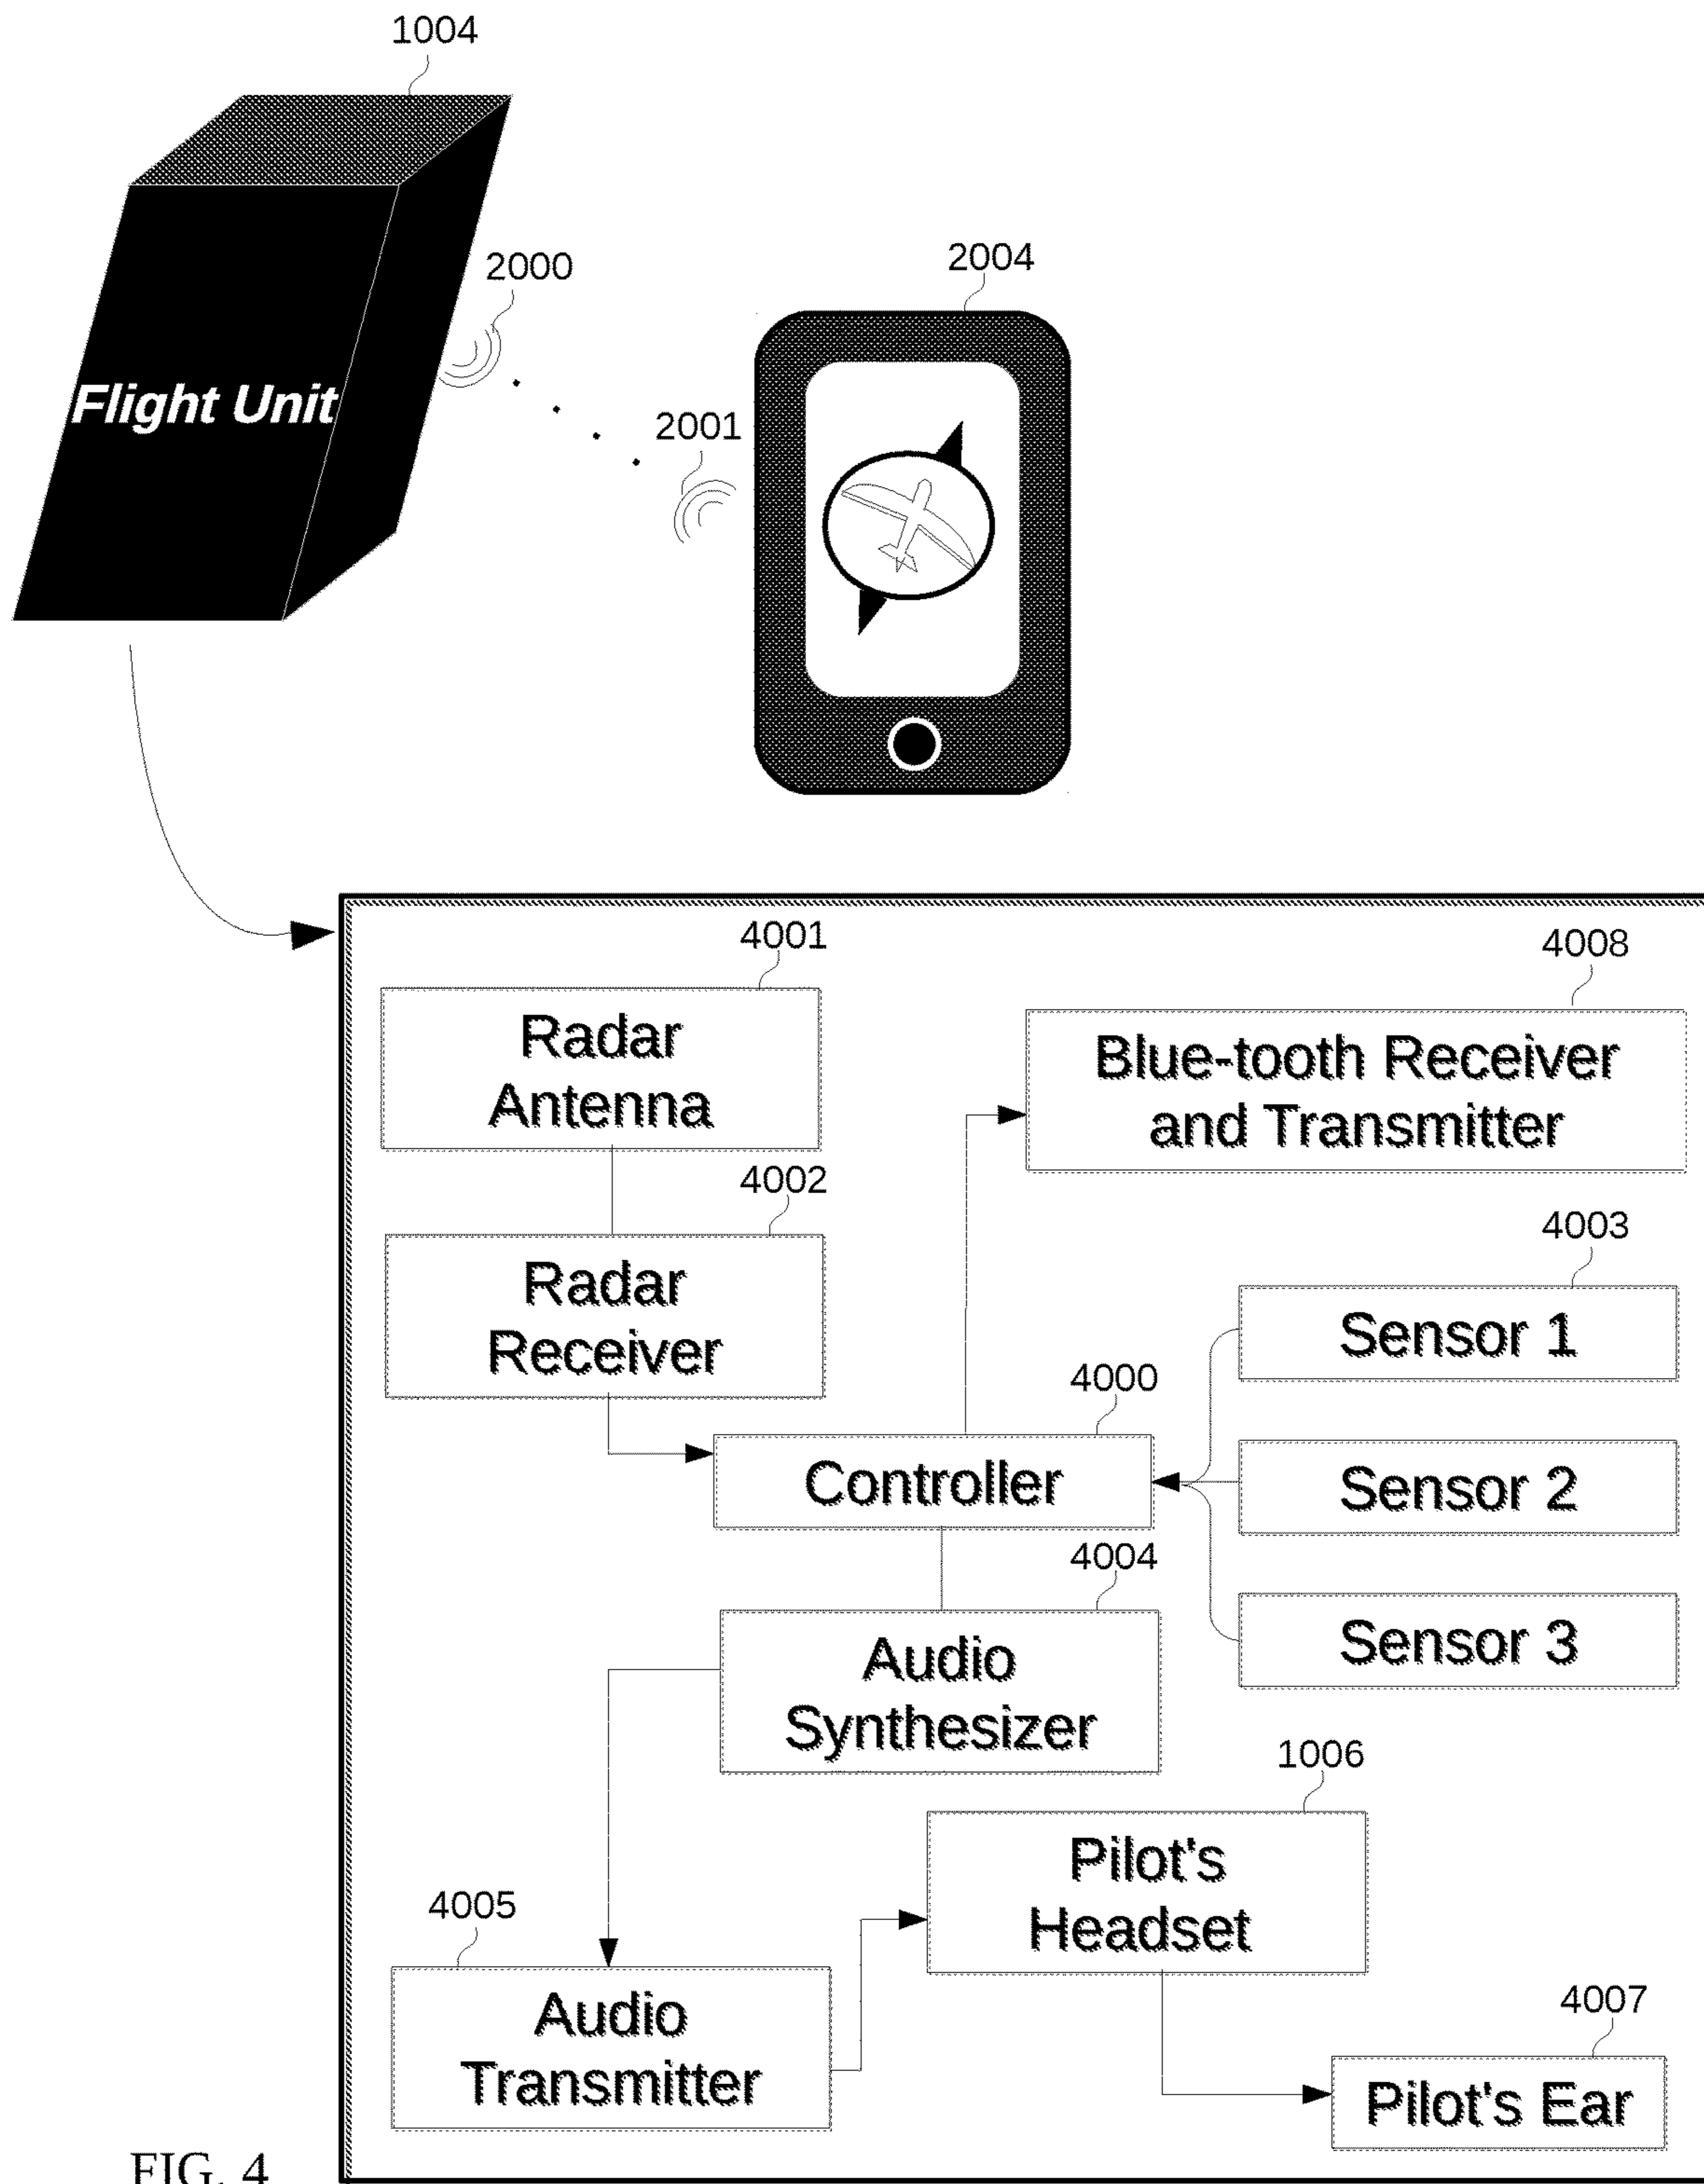 1004
2000
Flight Unit
2004
2001
4001
Radar
Antenna
4008
Blue-tooth Receiver
and Transmitter
4002
Radar
Receiver
4003
Sensor 1
4000
Controller
Sensor 2
4004
Audio
Synthesizer
Sensor 3
1006
Pilot's
Headset
4005
Audio
Transmitter
4007
Pilot's Ear
FIG. 4